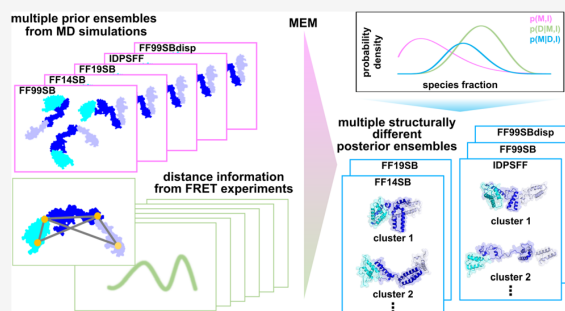 multiple prior ensembles
from MD simulations
FF99SBdisp
IDPSFF
FF19SB
FF14SB
FF99SB
distance information
from FRET experiments
MEM
probability
density
species fraction
p(M,I)
p(D|M,I)
p(M|D,I)
multiple structurally
different
posterior ensembles
FF19SB
FF14SB
cluster 1
cluster 2
FF99SBdisp
FF99SB
IDPSFF
cluster 1
cluster 2